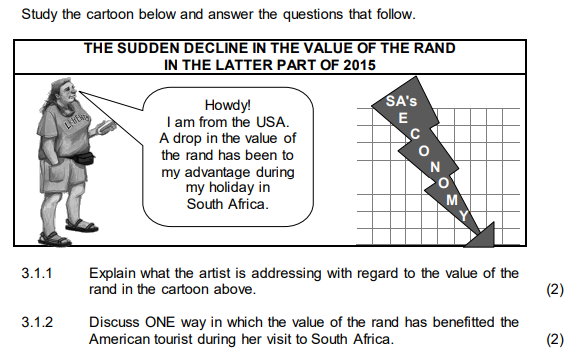 Study the cartoon below and answer the questions that follow.
THE SUDDEN DECLINE IN THE VALUE OF THE RAND
IN THE LATTER PART OF 2015
Howdy!
I am from the USA.
A drop in the value of
the rand has been to
my advantage during
my holiday in
South Africa.
SA's
E
C
O
N
O
M
Y
3.1.1 Explain what the artist is addressing with regard to the value of the
rand in the cartoon above. (2)
3.1.2 Discuss ONE way in which the value of the rand has benefitted the
American tourist during her visit to South Africa. (2)